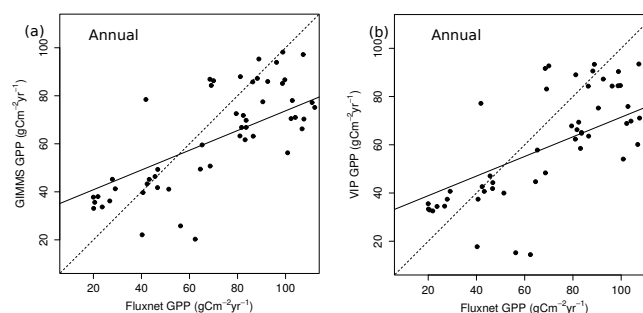 (a)
Annual
GIMMS GPP (gCm−2yr−1)
100
80
60
40
20
20 40 60 80 100
Fluxnet GPP (gCm−2yr−1)
(b)
Annual
VIP GPP (gCm−2yr−1)
100
80
60
40
20
20 40 60 80 100
Fluxnet GPP (gCm−2yr−1)